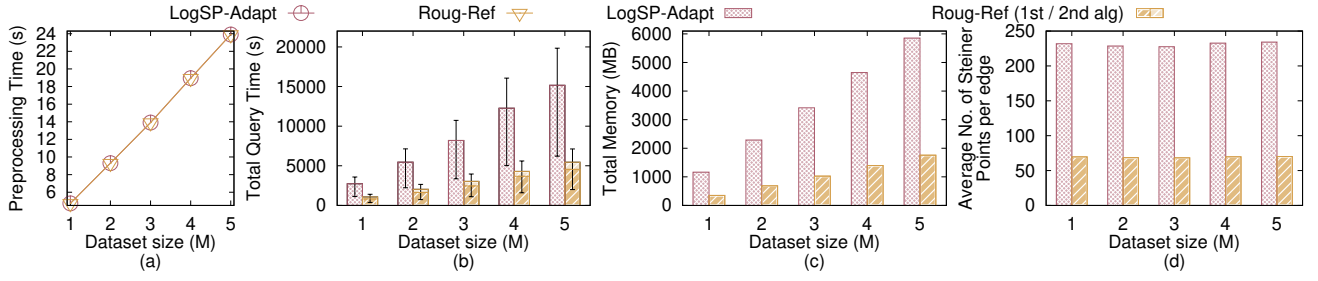 LogSP-Adapt Roug-Ref LogSP-Adapt Roug-Ref (1st / 2nd alg)
Preprocessing Time (s)
24
22
20
18
16
14
12
10
8
6
1 2 3 4 5
Dataset size (M)
(a)
Total Query Time (s)
20000
15000
10000
5000
0
1 2 3 4 5
Dataset size (M)
(b)
Total Memory (MB)
6000
5000
4000
3000
2000
1000
0
1 2 3 4 5
Dataset size (M)
(c)
Average No. of Steiner
Points per edge
250
200
150
100
50
0
1 2 3 4 5
Dataset size (M)
(d)